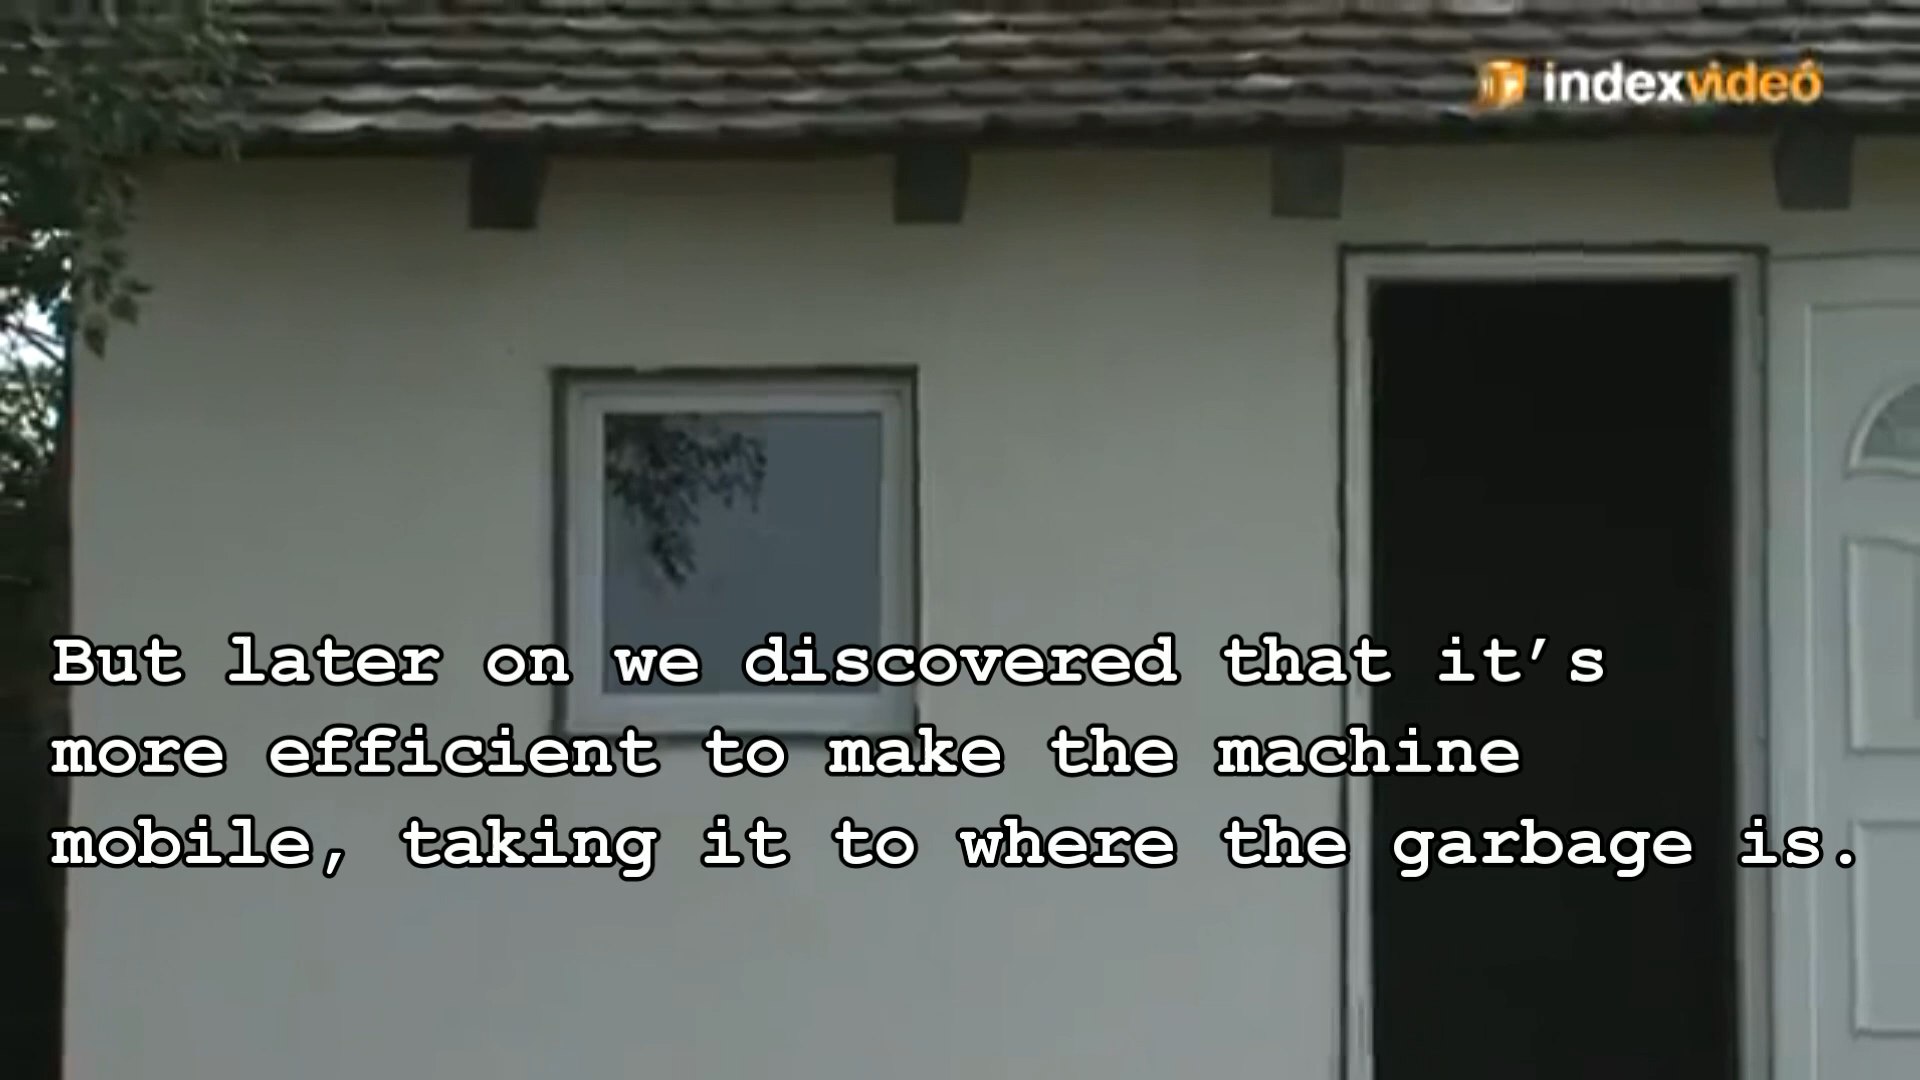 indexvideó
But later on we discovered that it’s
more efficient to make the machine
mobile, taking it to where the garbage is.